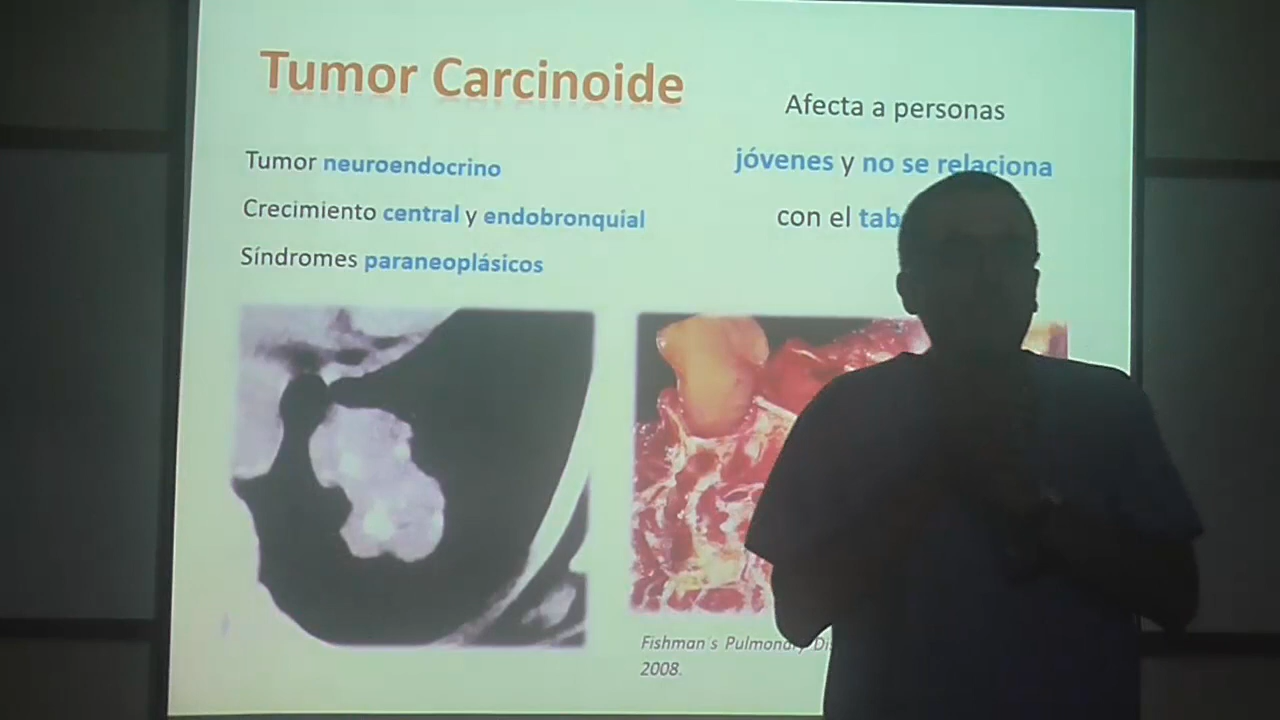 Tumor Carcinoide
Tumor neuroendocrino
Crecimiento central y endobronquial
Síndromes paraneoplásicos
Afecta a personas
jóvenes y no se relaciona
con el tab
Fishman s Pulmonary Di
2008.